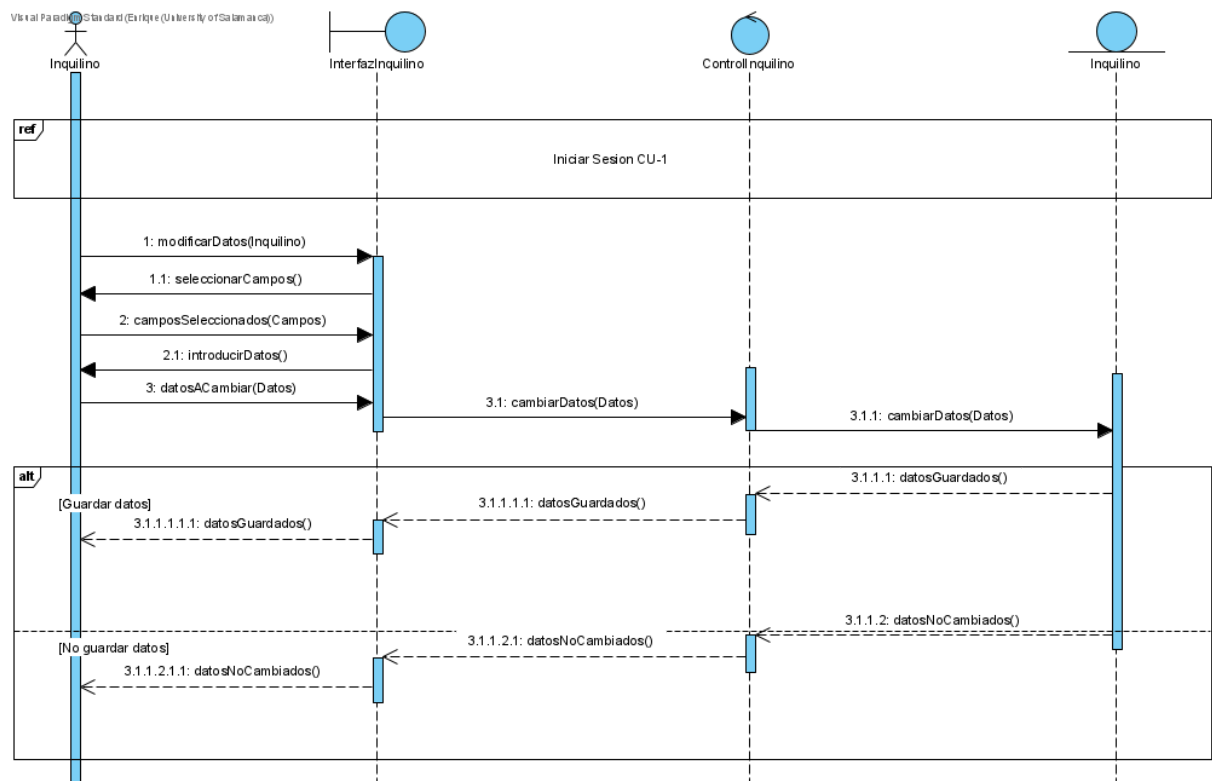 Visual Paradigm Standard (Enrique (University of Salamanca))
Inquilino
InterfazInquilino
ControlInquilino
Inquilino
ref
Iniciar Sesion CU-1
1: modificarDatos(Inquilino)
1.1: seleccionarCampos()
2: camposSeleccionados(Campos)
2.1: introducirDatos()
3: datosACambiar(Datos)
3.1: cambiarDatos(Datos)
3.1.1: cambiarDatos(Datos)
alt
[Guardar datos]
3.1.1.1: datosGuardados()
3.1.1.1.1: datosGuardados()
3.1.1.1.1.1: datosGuardados()
3.1.1.2: datosNoCambiados()
[No guardar datos]
3.1.1.2.1: datosNoCambiados()
3.1.1.2.1.1: datosNoCambiados()